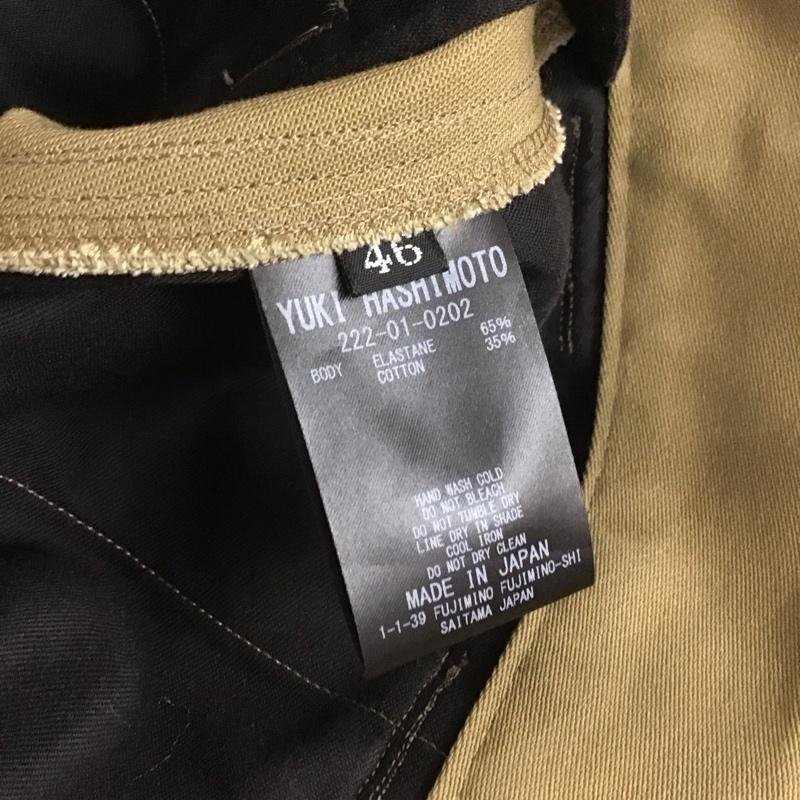 46
YUKI HASHIMOTO
222-01-0202
BODY ELASTANE 65%
COTTON 35%
HAND WASH COLD
DO NOT BLEACH
DO NOT TUMBLE DRY
LINE DRY IN SHADE
COOL IRON
DO NOT DRY CLEAN
MADE IN JAPAN
1-1-39 FUJIMINO FUJIMINO-SHI
SAITAMA JAPAN